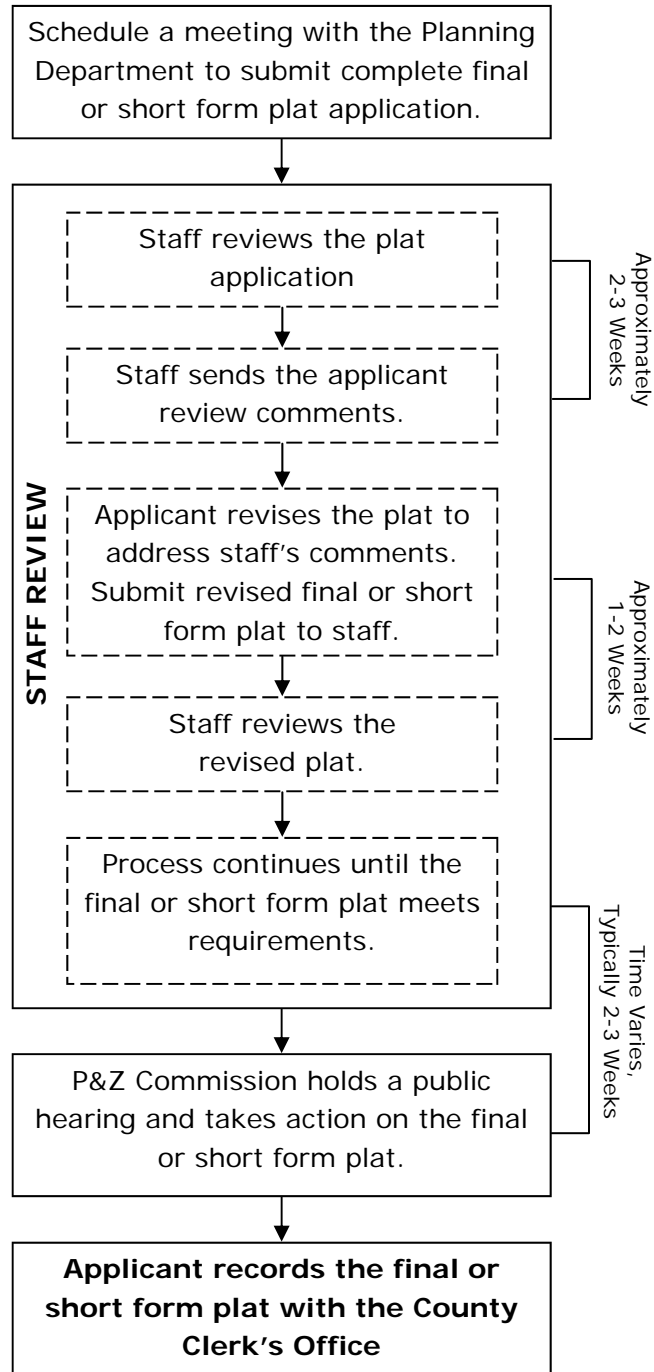 Schedule a meeting with the Planning
Department to submit complete final
or short form plat application.
STAFF REVIEW
Staff reviews the plat
application
Staff sends the applicant
review comments.
Approximately
2-3 Weeks
Applicant revises the plat to
address staff's comments.
Submit revised final or short
form plat to staff.
Staff reviews the
revised plat.
Approximately
1-2 Weeks
Process continues until the
final or short form plat meets
requirements.
P&Z Commission holds a public
hearing and takes action on the final
or short form plat.
Time Varies,
Typically 2-3 Weeks
Applicant records the final or
short form plat with the County
Clerk's Office